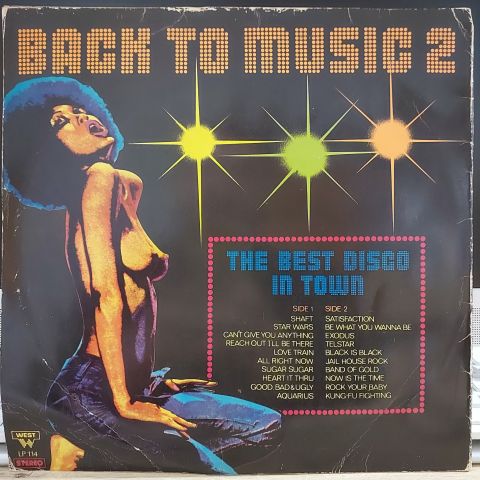 BACK TO MUSIC 2
THE BEST DISCO
IN TOWN
SIDE 1
SHAFT
STAR WARS
CAN'T GIVE YOU ANYTHING
REACH OUT I'LL BE THERE
LOVE TRAIN
ALL RIGHT NOW
SUGAR SUGAR
HEART IT THRU
GOOD BAD & UGLY
AQUARIUS
SIDE 2
SATISFACTION
BE WHAT YOU WANNA BE
EXODUS
TELSTAR
BLACK IS BLACK
JAIL HOUSE ROCK
BAND OF GOLD
NOW IS THE TIME
ROCK YOUR BABY
KUNG-FU FIGHTING
WEST
W
LP 114
STEREO